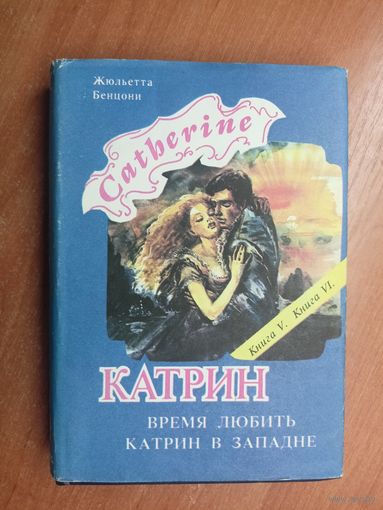 Жюльетта
Бенцони
Catherine
Книга V. Книга VI.
КАТРИН
ВРЕМЯ ЛЮБИТЬ
КАТРИН В ЗАПАДНЕ